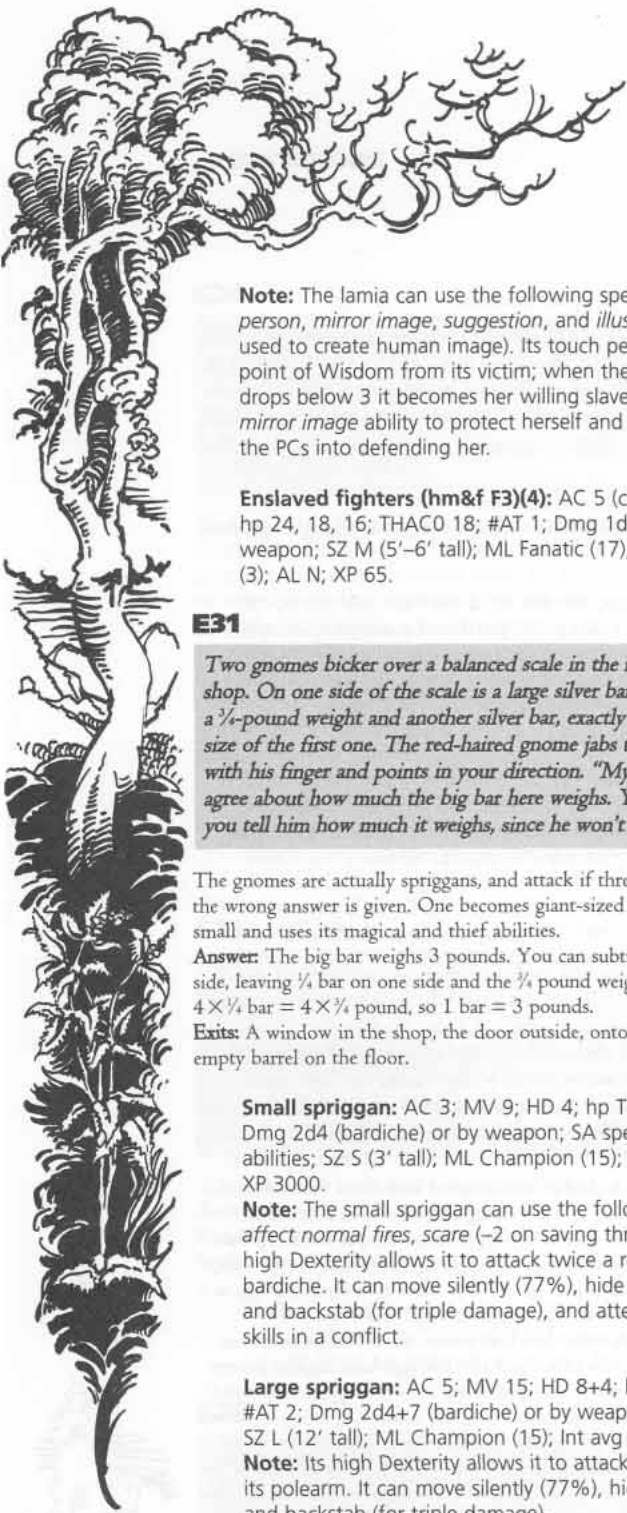 Note: The lamia can use the following spe
person, mirror image, suggestion, and illus
used to create human image). Its touch pe
point of Wisdom from its victim; when the
drops below 3 it becomes her willing slave
mirror image ability to protect herself and
the PCs into defending her.
Enslaved fighters (hm&f F3)(4): AC 5 (c
hp 24, 18, 16; THAC0 18; #AT 1; Dmg 1d
weapon; SZ M (5'–6' tall); ML Fanatic (17)
(3); AL N; XP 65.
E31
Two gnomes bicker over a balanced scale in the
shop. On one side of the scale is a large silver bar
a ¾-pound weight and another silver bar, exactly
size of the first one. The red-haired gnome jabs
with his finger and points in your direction. "My
agree about how much the big bar here weighs. Y
you tell him how much it weighs, since he won't
The gnomes are actually spriggans, and attack if thre
the wrong answer is given. One becomes giant-sized
small and uses its magical and thief abilities.
Answer: The big bar weighs 3 pounds. You can subt
side, leaving ¼ bar on one side and the ¾ pound weig
4×¼ bar = 4×¾ pound, so 1 bar = 3 pounds.
Exits: A window in the shop, the door outside, onto
empty barrel on the floor.
Small spriggan: AC 3; MV 9; HD 4; hp T
Dmg 2d4 (bardiche) or by weapon; SA spe
abilities; SZ S (3' tall); ML Champion (15);
XP 3000.
Note: The small spriggan can use the follo
affect normal fires, scare (–2 on saving thr
high Dexterity allows it to attack twice a r
bardiche. It can move silently (77%), hide
and backstab (for triple damage), and atte
skills in a conflict.
Large spriggan: AC 5; MV 15; HD 8+4;
#AT 2; Dmg 2d4+7 (bardiche) or by weap
SZ L (12' tall); ML Champion (15); Int avg
Note: Its high Dexterity allows it to attack
its polearm. It can move silently (77%), hi
and backstab (for triple damage).